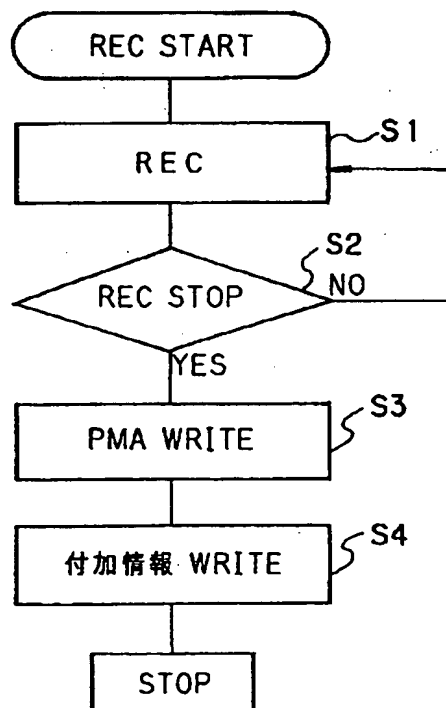 REC START
S1
REC
S2
REC STOP
NO
YES
S3
PMA WRITE
S4
付加情報 WRITE
STOP